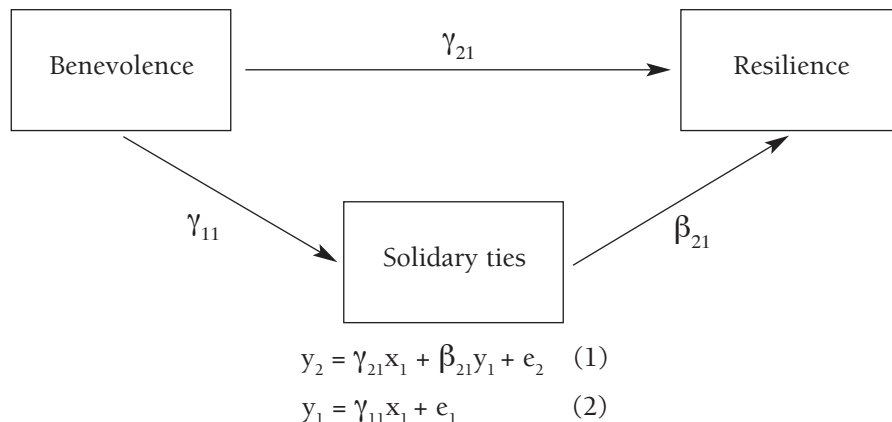 Benevolence
γ₂₁
Resilience
γ₁₁
Solidary ties
β₂₁
y₂ = γ₂₁x₁ + β₂₁y₁ + e₂ (1)
y₁ = γ₁₁x₁ + e₁ (2)